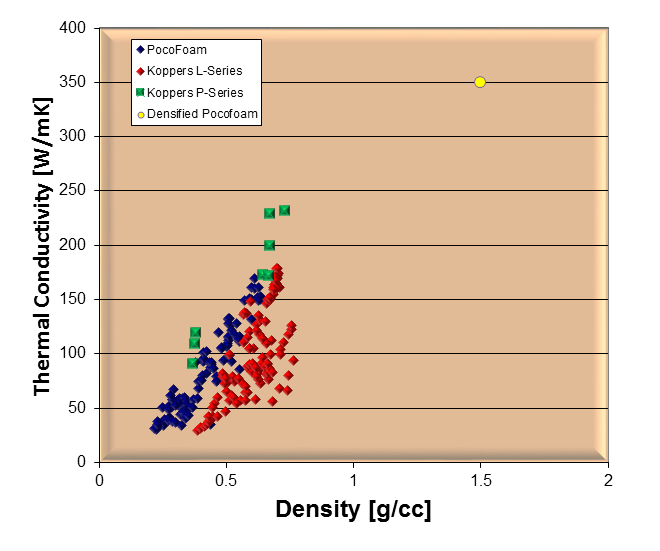 400
350
300
250
200
150
100
50
0
Thermal Conductivity [W/mK]
PocoFoam
Koppers L-Series
Koppers P-Series
Densified Pocofoam
0 0.5 1 1.5 2
Density [g/cc]